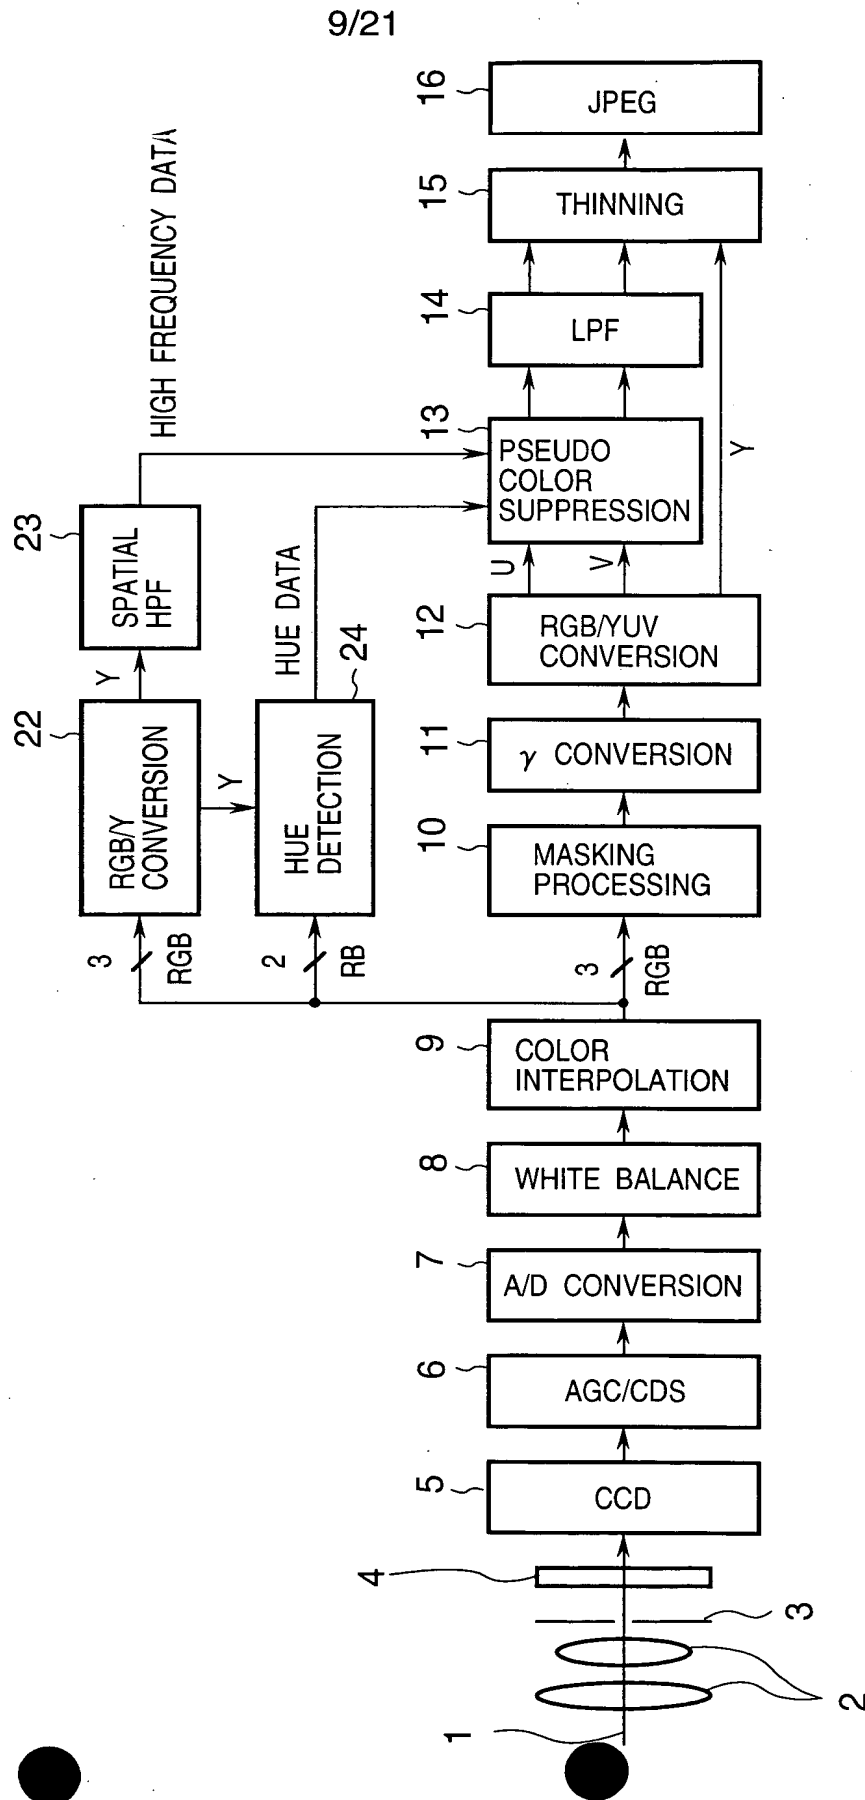 9/21
16
JPEG
15
THINNING
HIGH FREQUENCY DATA
14
LPF
13
PSEUDO
COLOR
SUPPRESSION
Y
23
SPATIAL
HPF
HUE DATA
U
V
12
RGB/YUV
CONVERSION
Y
24
22
RGB/Y
CONVERSION
Y
HUE
DETECTION
11
γ CONVERSION
10
MASKING
PROCESSING
3
RGB
2
RB
3
RGB
9
COLOR
INTERPOLATION
8
WHITE BALANCE
7
A/D CONVERSION
6
AGC/CDS
5
CCD
4
3
2
1